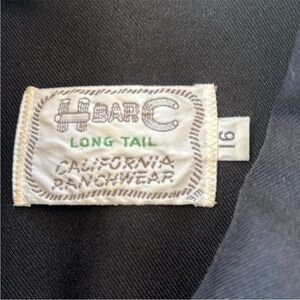 H BAR C
LONG TAIL
CALIFORNIA
RANCHWEAR
16